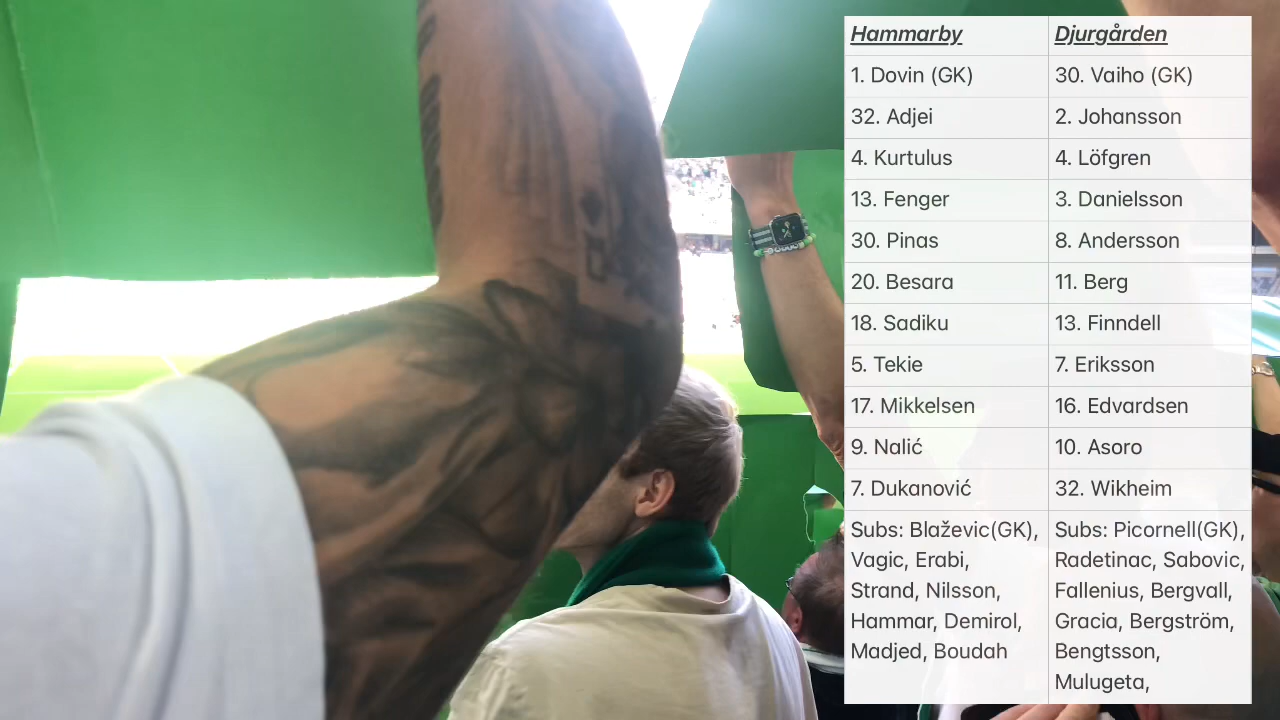 Hammarby Djurgården
1. Dovin (GK) 30. Vaiho (GK)
32. Adjei 2. Johansson
4. Kurtulus 4. Löfgren
13. Fenger 3. Danielsson
30. Pinas 8. Andersson
20. Besara 11. Berg
18. Sadiku 13. Finndell
5. Tekie 7. Eriksson
17. Mikkelsen 16. Edvardsen
9. Nalić 10. Asoro
7. Dukanović 32. Wikheim
Subs: Blaževic(GK),
Vagic, Erabi,
Strand, Nilsson,
Hammar, Demirol,
Madjed, Boudah
Subs: Picornell(GK),
Radetinac, Sabovic,
Fallenius, Bergvall,
Gracia, Bergström,
Bengtsson,
Mulugeta,